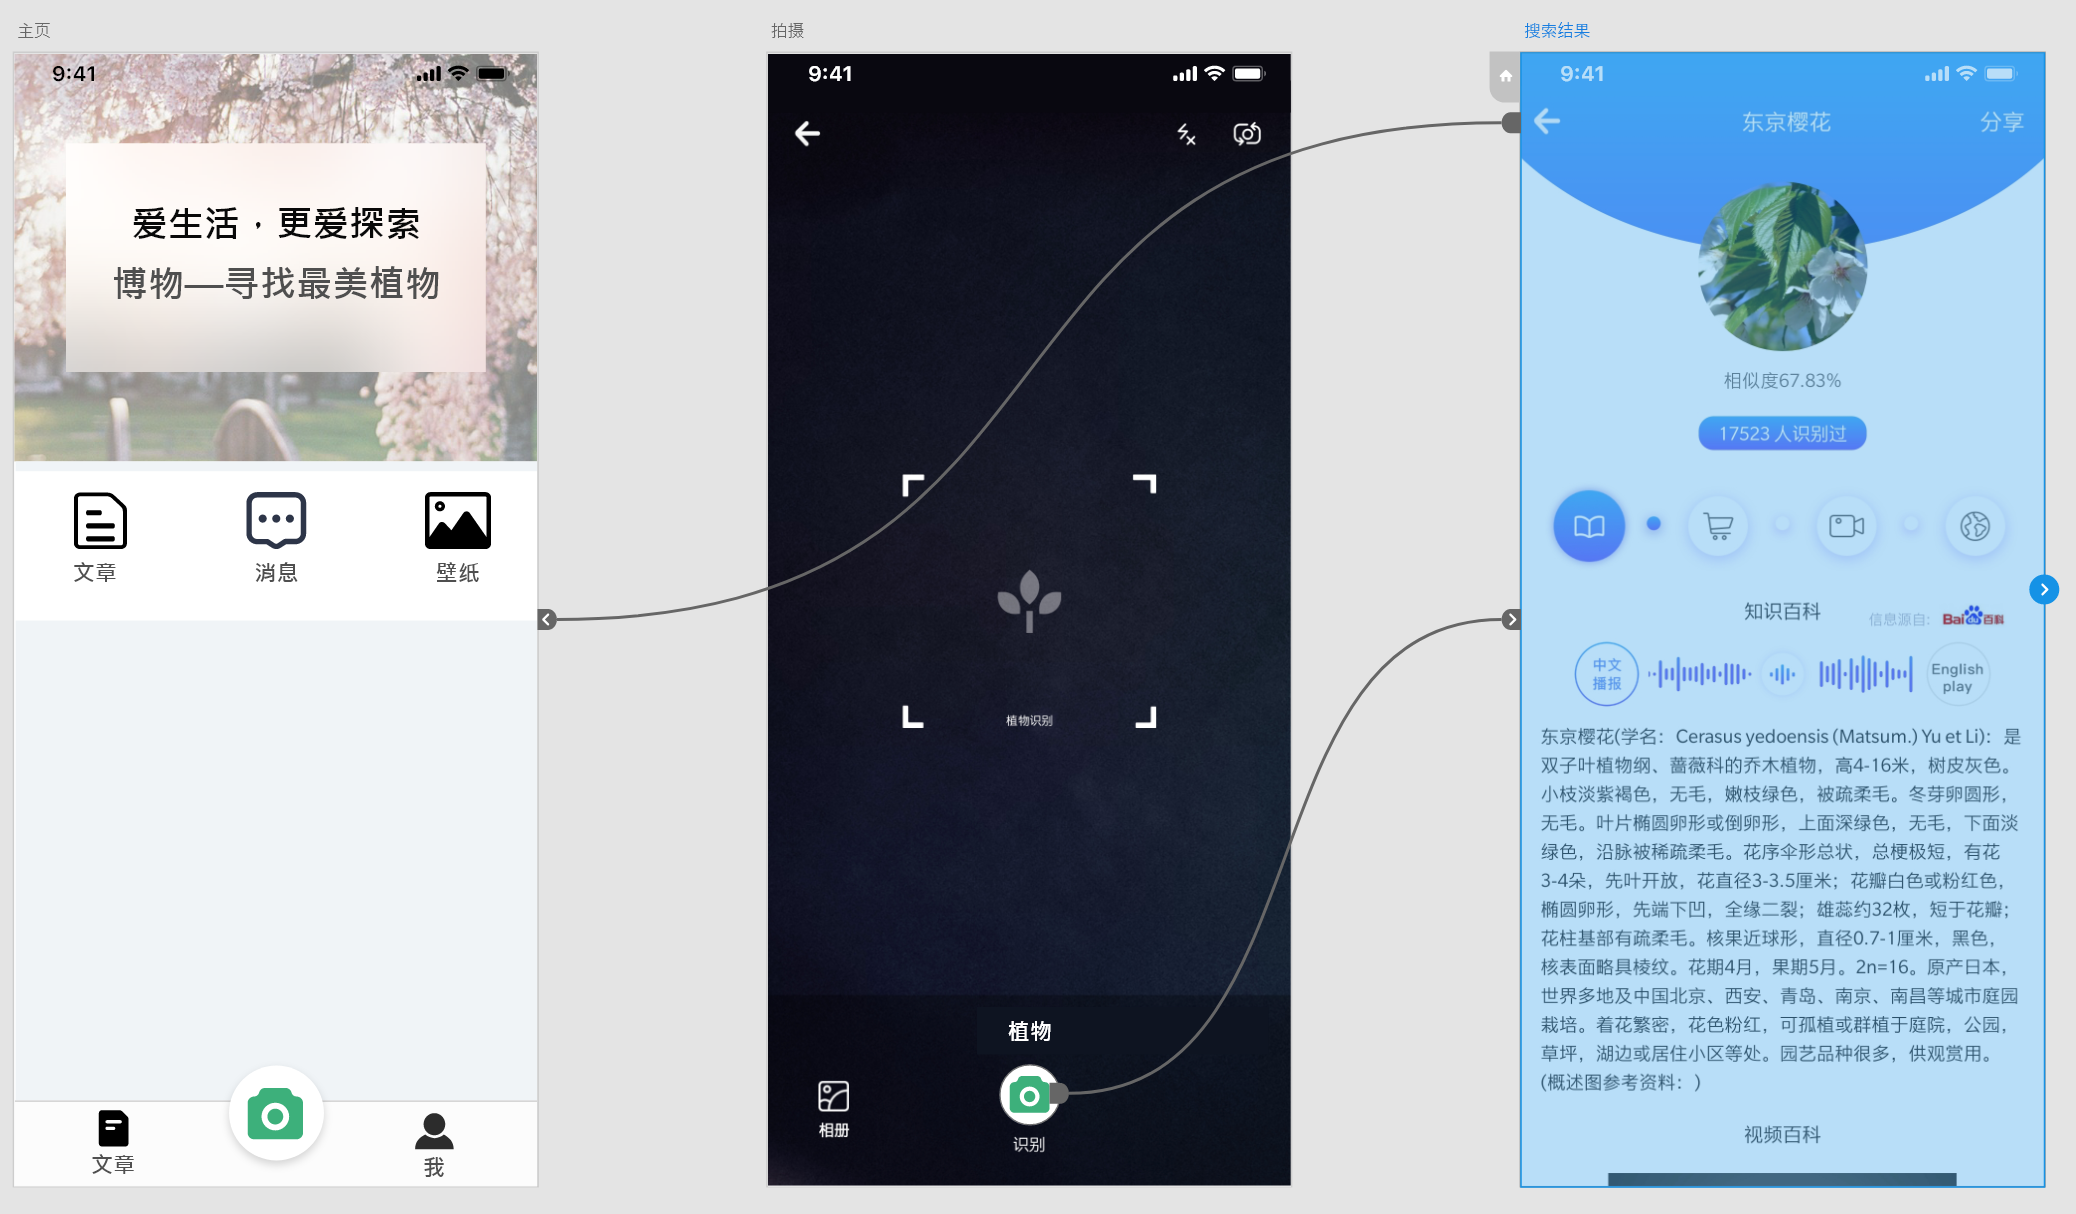 主页
9:41
爱生活，更爱探索
博物—寻找最美植物
文章
消息
壁纸
文章
我
拍摄
9:41
植物识别
植物
相册
识别
搜索结果
9:41
东京樱花
分享
相似度67.83%
17523 人识别过
知识百科
信息源自:
Bai du 百科
中文
播报
English
play
东京樱花(学名：Cerasus yedoensis (Matsum.) Yu et Li)：是
双子叶植物纲、蔷薇科的乔木植物，高4-16米，树皮灰色。
小枝淡紫褐色，无毛，嫩枝绿色，被疏柔毛。冬芽卵圆形，
无毛。叶片椭圆卵形或倒卵形，上面深绿色，无毛，下面淡
绿色，沿脉被稀疏柔毛。花序伞形总状，总梗极短，有花
3-4朵，先叶开放，花直径3-3.5厘米；花瓣白色或粉红色，
椭圆卵形，先端下凹，全缘二裂；雄蕊约32枚，短于花瓣；
花柱基部有疏柔毛。核果近球形，直径0.7-1厘米，黑色，
核表面略具棱纹。花期4月，果期5月。2n=16。原产日本，
世界多地及中国北京、西安、青岛、南京、南昌等城市庭园
栽培。着花繁密，花色粉红，可孤植或群植于庭院，公园，
草坪，湖边或居住小区等处。园艺品种很多，供观赏用。
(概述图参考资料：)
视频百科